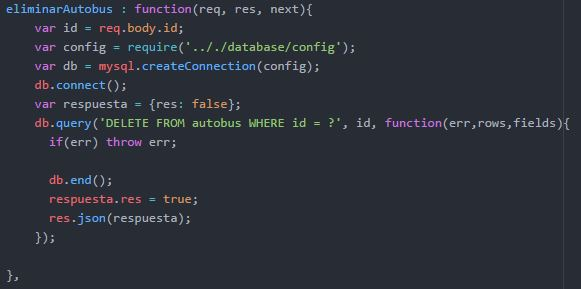 eliminarAutobus : function(req, res, next){
    var id = req.body.id;
    var config = require('.././database/config');
    var db = mysql.createConnection(config);
    db.connect();
    var respuesta = {res: false};
    db.query('DELETE FROM autobus WHERE id = ?', id, function(err,rows,fields){
      if(err) throw err;

      db.end();
      respuesta.res = true;
      res.json(respuesta);
    });

},